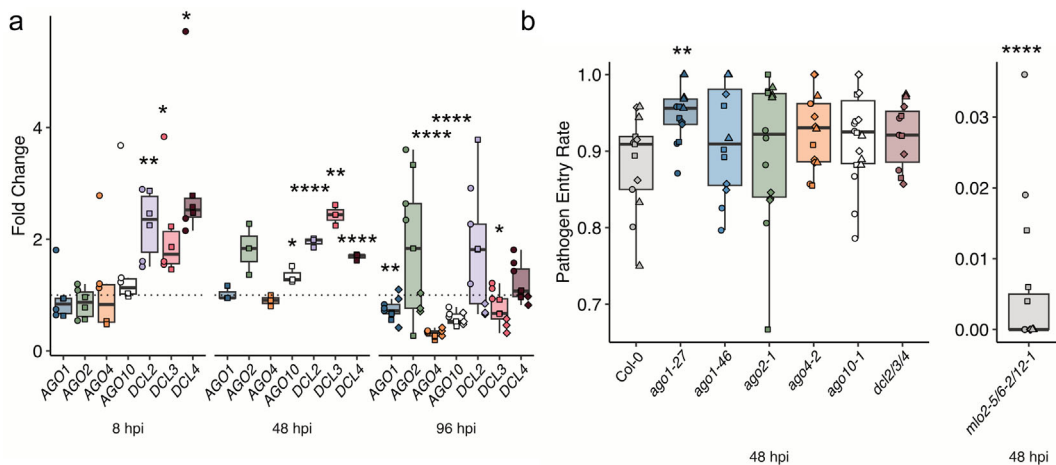 a
Fold Change
4
2
0
*
*
**
****
**
*
****
****
****
**
*
AGO1
AGO2
AGO4
AGO10
DCL2
DCL3
DCL4
AGO1
AGO2
AGO4
AGO10
DCL2
DCL3
DCL4
AGO1
AGO2
AGO4
AGO10
DCL2
DCL3
DCL4
8 hpi
48 hpi
96 hpi
b
Pathogen Entry Rate
1.0
0.9
0.8
0.7
**
Col-0
ago1-27
ago1-46
ago2-1
ago4-2
ago10-1
dcl2/3/4
48 hpi
****
0.03
0.02
0.01
0.00
mlo2-5/6-2/12-1
48 hpi